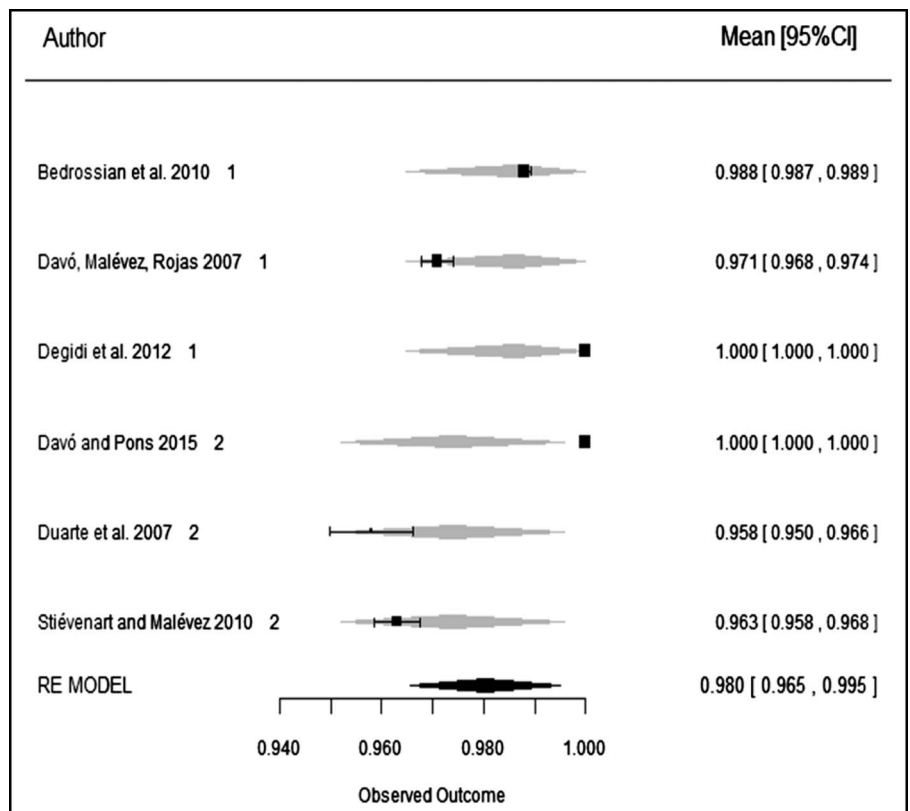 Author Mean [95%CI]
Bedrossian et al. 2010 1 0.988 [ 0.987 , 0.989 ]
Davó, Malévez, Rojas 2007 1 0.971 [ 0.968 , 0.974 ]
Degidi et al. 2012 1 1.000 [ 1.000 , 1.000 ]
Davó and Pons 2015 2 1.000 [ 1.000 , 1.000 ]
Duarte et al. 2007 2 0.958 [ 0.950 , 0.966 ]
Stiévenart and Malévez 2010 2 0.963 [ 0.958 , 0.968 ]
RE MODEL 0.980 [ 0.965 , 0.995 ]
0.940 0.960 0.980 1.000
Observed Outcome